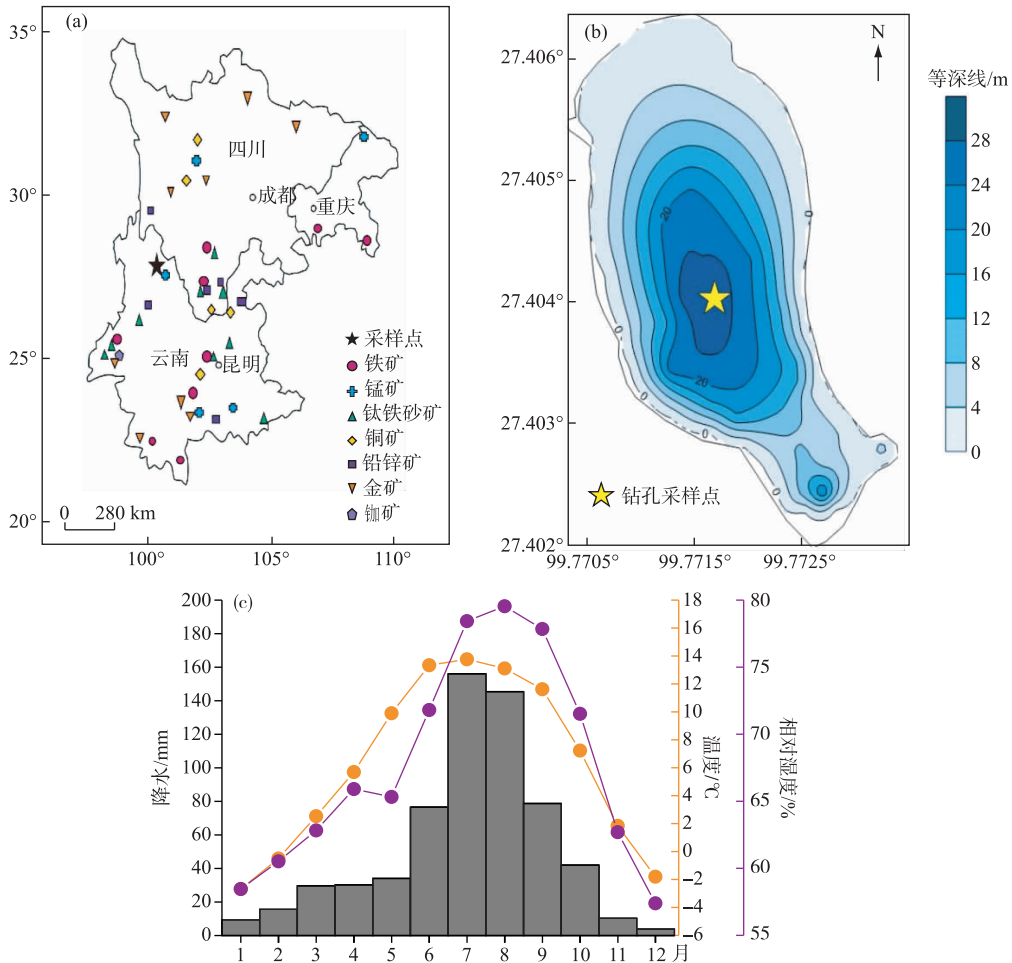 (a)
35°
30°
25°
20°
100°
105°
110°
四川
成都
重庆
云南
昆明
采样点
铁矿
锰矿
钛铁砂矿
铜矿
铅锌矿
金矿
铷矿
0 280 km
(b)
N
27.406°
27.405°
27.404°
27.403°
27.402°
99.7705°
99.7715°
99.7725°
20
20
0
0
0
0
0
钻孔采样点
等深线/m
28
24
20
16
12
8
4
0
(c)
降水/mm
200
180
160
140
120
100
80
60
40
20
0
1 2 3 4 5 6 7 8 9 10 11 12 月
18
16
14
12
10
8
6
4
2
0
−2
−4
−6
温度/℃
80
75
70
65
60
55
相对湿度/%